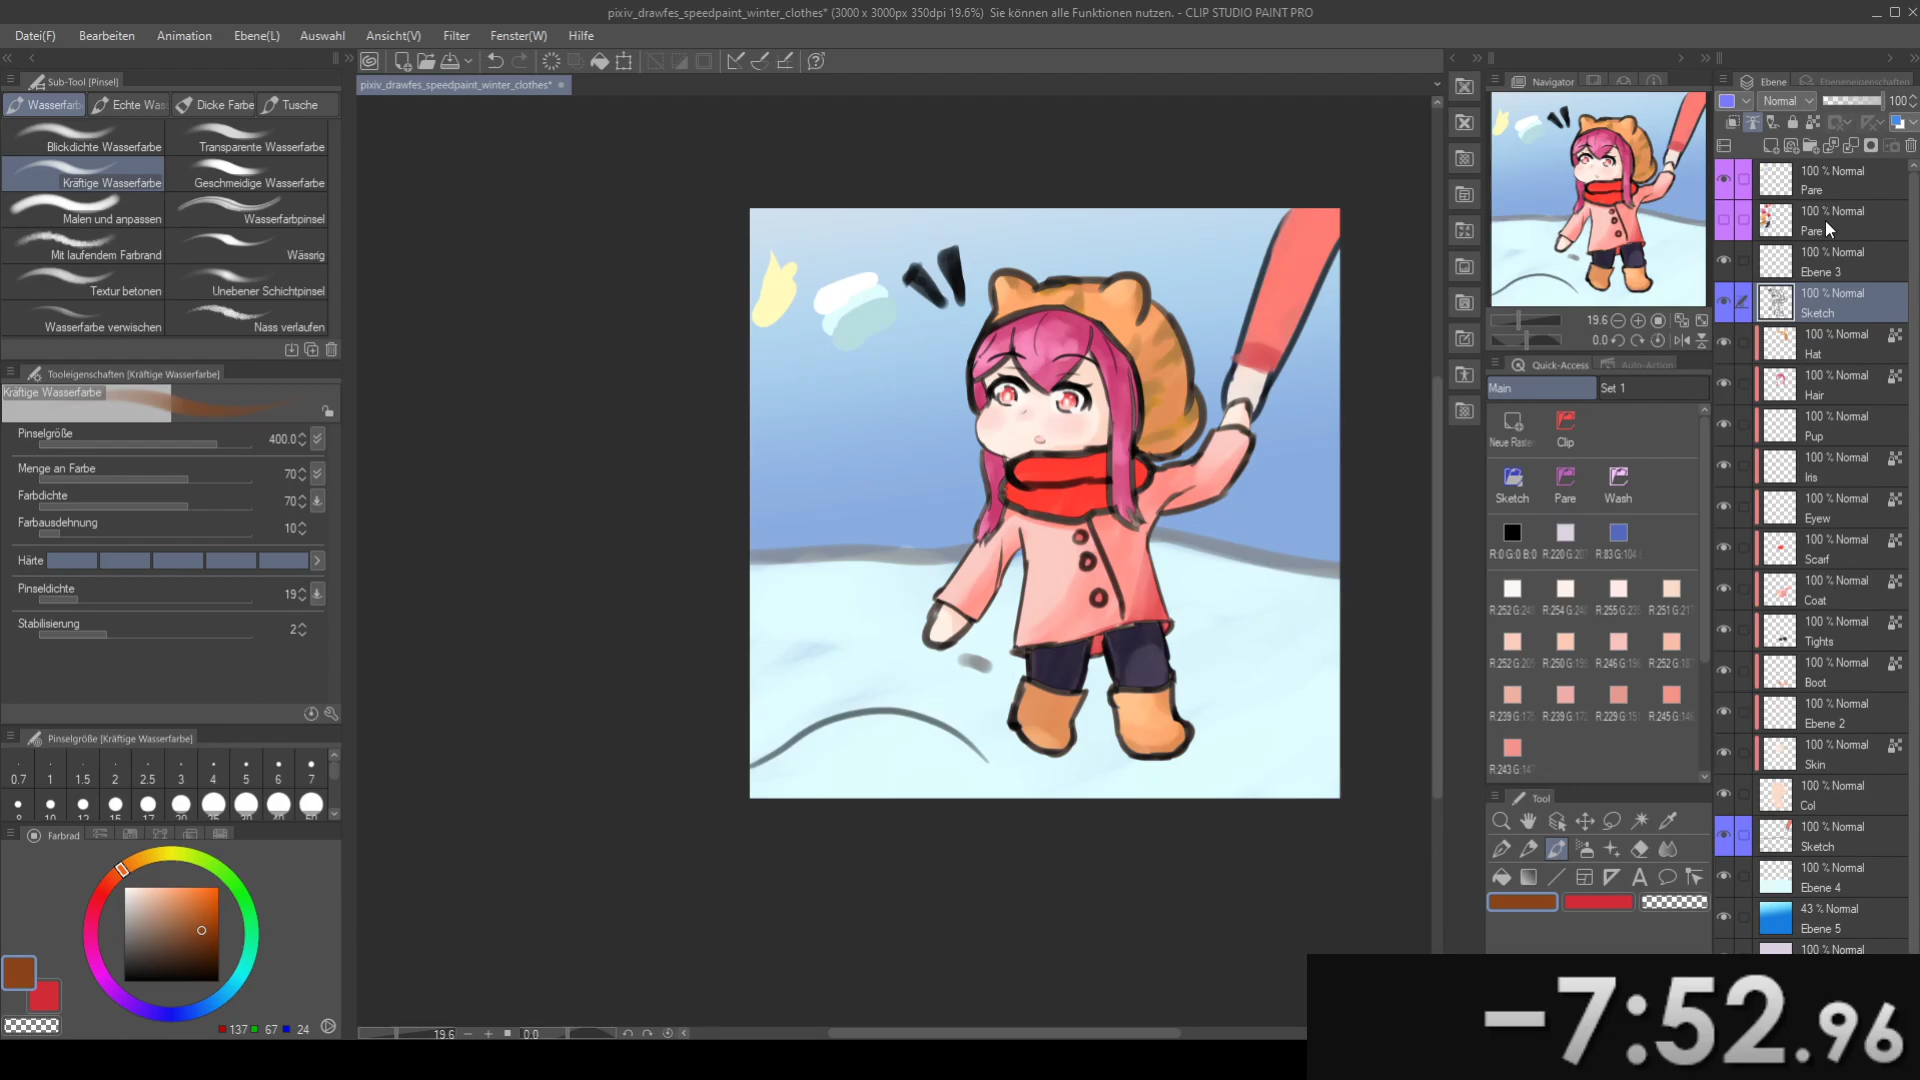 pixiv_drawfes_speedpaint_winter_clothes* (3000 x 3000px 350dpi 19.6%)  Sie können alle Funktionen nutzen. - CLIP STUDIO PAINT PRO
Datei(F) Bearbeiten Animation Ebene(L) Auswahl Ansicht(V) Filter Fenster(W) Hilfe
Sub-Tool [Pinsel]
pixiv_drawfes_speedpaint_winter_clothes*
Wasserfarb Echte Was Dicke Farbe Tusche
Blickdichte Wasserfarbe Transparente Wasserfarbe
Kräftige Wasserfarbe Geschmeidige Wasserfarbe
Malen und anpassen Wasserfarbpinsel
Mit laufendem Farbrand Wässrig
Textur betonen Unebener Schichtpinsel
Wasserfarbe verwischen Nass verlaufen
Tooleigenschaften [Kräftige Wasserfarbe]
Kräftige Wasserfarbe
Pinselgröße 400.0
Menge an Farbe 70
Farbdichte 70
Farbausdehnung 10
Härte
Pinseldichte 19
Stabilisierung 2
Pinselgröße [Kräftige Wasserfarbe]
0.7 1 1.5 2 2.5 3 4 5 6 7
Farbrad
137 67 24
19.6 0.0
Navigator
19.6
0.0
Quick-Access Auto-Action
Main Set 1
Neue Raste Clip
Sketch Pare Wash
R:0 G:0 B:0
Tool
Ebene Ebeneneigenschaften
Normal 100
100 % Normal
Pare
100 % Normal
Pare
100 % Normal
Ebene 3
100 % Normal
Sketch
100 % Normal
Hat
100 % Normal
Hair
100 % Normal
Pup
100 % Normal
Iris
100 % Normal
Eyew
100 % Normal
Scarf
100 % Normal
Coat
100 % Normal
Tights
100 % Normal
Boot
100 % Normal
Ebene 2
100 % Normal
Skin
100 % Normal
Col
100 % Normal
Sketch
100 % Normal
Ebene 4
43 % Normal
Ebene 5
100 % Normal
-7:52.96